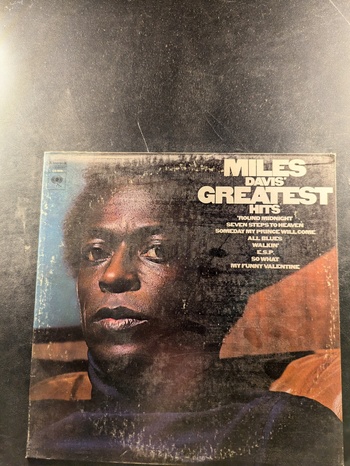 MILES
DAVIS'
GREATEST
HITS
'ROUND MIDNIGHT
SEVEN STEPS TO HEAVEN
SOMEDAY MY PRINCE WILL COME
ALL BLUES
WALKIN'
E.S.P.
SO WHAT
MY FUNNY VALENTINE